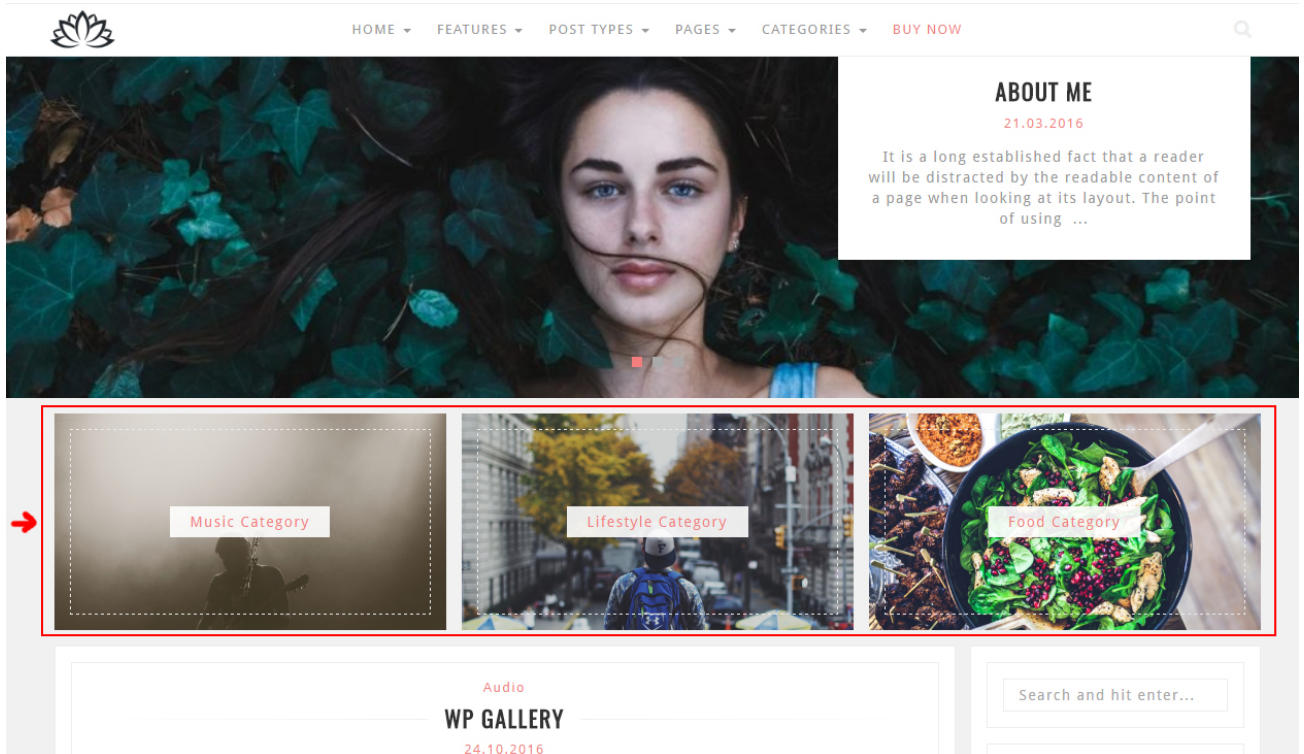 HOME FEATURES POST TYPES PAGES CATEGORIES BUY NOW
ABOUT ME
21.03.2016
It is a long established fact that a reader
will be distracted by the readable content of
a page when looking at its layout. The point
of using ...
Music Category
Lifestyle Category
Food Category
Audio
WP GALLERY
24.10.2016
Search and hit enter...